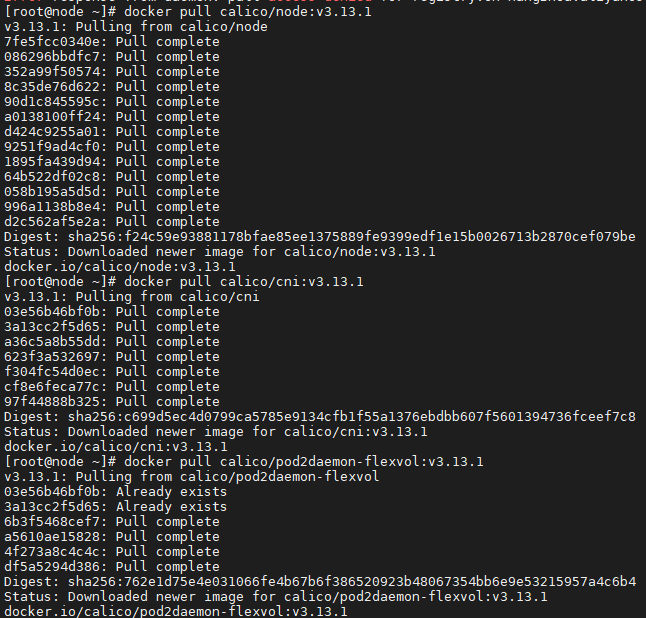 [root@node ~]# docker pull calico/node:v3.13.1
v3.13.1: Pulling from calico/node
7fe5fcc0340e: Pull complete
086296bbdfc7: Pull complete
352a99f50574: Pull complete
8c35de76d622: Pull complete
90d1c845595c: Pull complete
a0138100ff24: Pull complete
d424c9255a01: Pull complete
9251f9ad4cf0: Pull complete
1895fa439d94: Pull complete
64b522df02c8: Pull complete
058b195a5d5d: Pull complete
996a1138b8e4: Pull complete
d2c562af5e2a: Pull complete
Digest: sha256:f24c59e93881178bfae85ee1375889fe9399edf1e15b0026713b2870cef079be
Status: Downloaded newer image for calico/node:v3.13.1
docker.io/calico/node:v3.13.1
[root@node ~]# docker pull calico/cni:v3.13.1
v3.13.1: Pulling from calico/cni
03e56b46bf0b: Pull complete
3a13cc2f5d65: Pull complete
a36c5a8b55dd: Pull complete
623f3a532697: Pull complete
f304fc54d0ec: Pull complete
cf8e6feca77c: Pull complete
97f44888b325: Pull complete
Digest: sha256:c699d5ec4d0799ca5785e9134cfb1f55a1376ebdbb607f5601394736fceef7c8
Status: Downloaded newer image for calico/cni:v3.13.1
docker.io/calico/cni:v3.13.1
[root@node ~]# docker pull calico/pod2daemon-flexvol:v3.13.1
v3.13.1: Pulling from calico/pod2daemon-flexvol
03e56b46bf0b: Already exists
3a13cc2f5d65: Already exists
6b3f5468cef7: Pull complete
a5610ae15828: Pull complete
4f273a8c4c4c: Pull complete
df5a5294d386: Pull complete
Digest: sha256:762e1d75e4e031066fe4b67b6f386520923b48067354bb6e9e53215957a4c6b4
Status: Downloaded newer image for calico/pod2daemon-flexvol:v3.13.1
docker.io/calico/pod2daemon-flexvol:v3.13.1